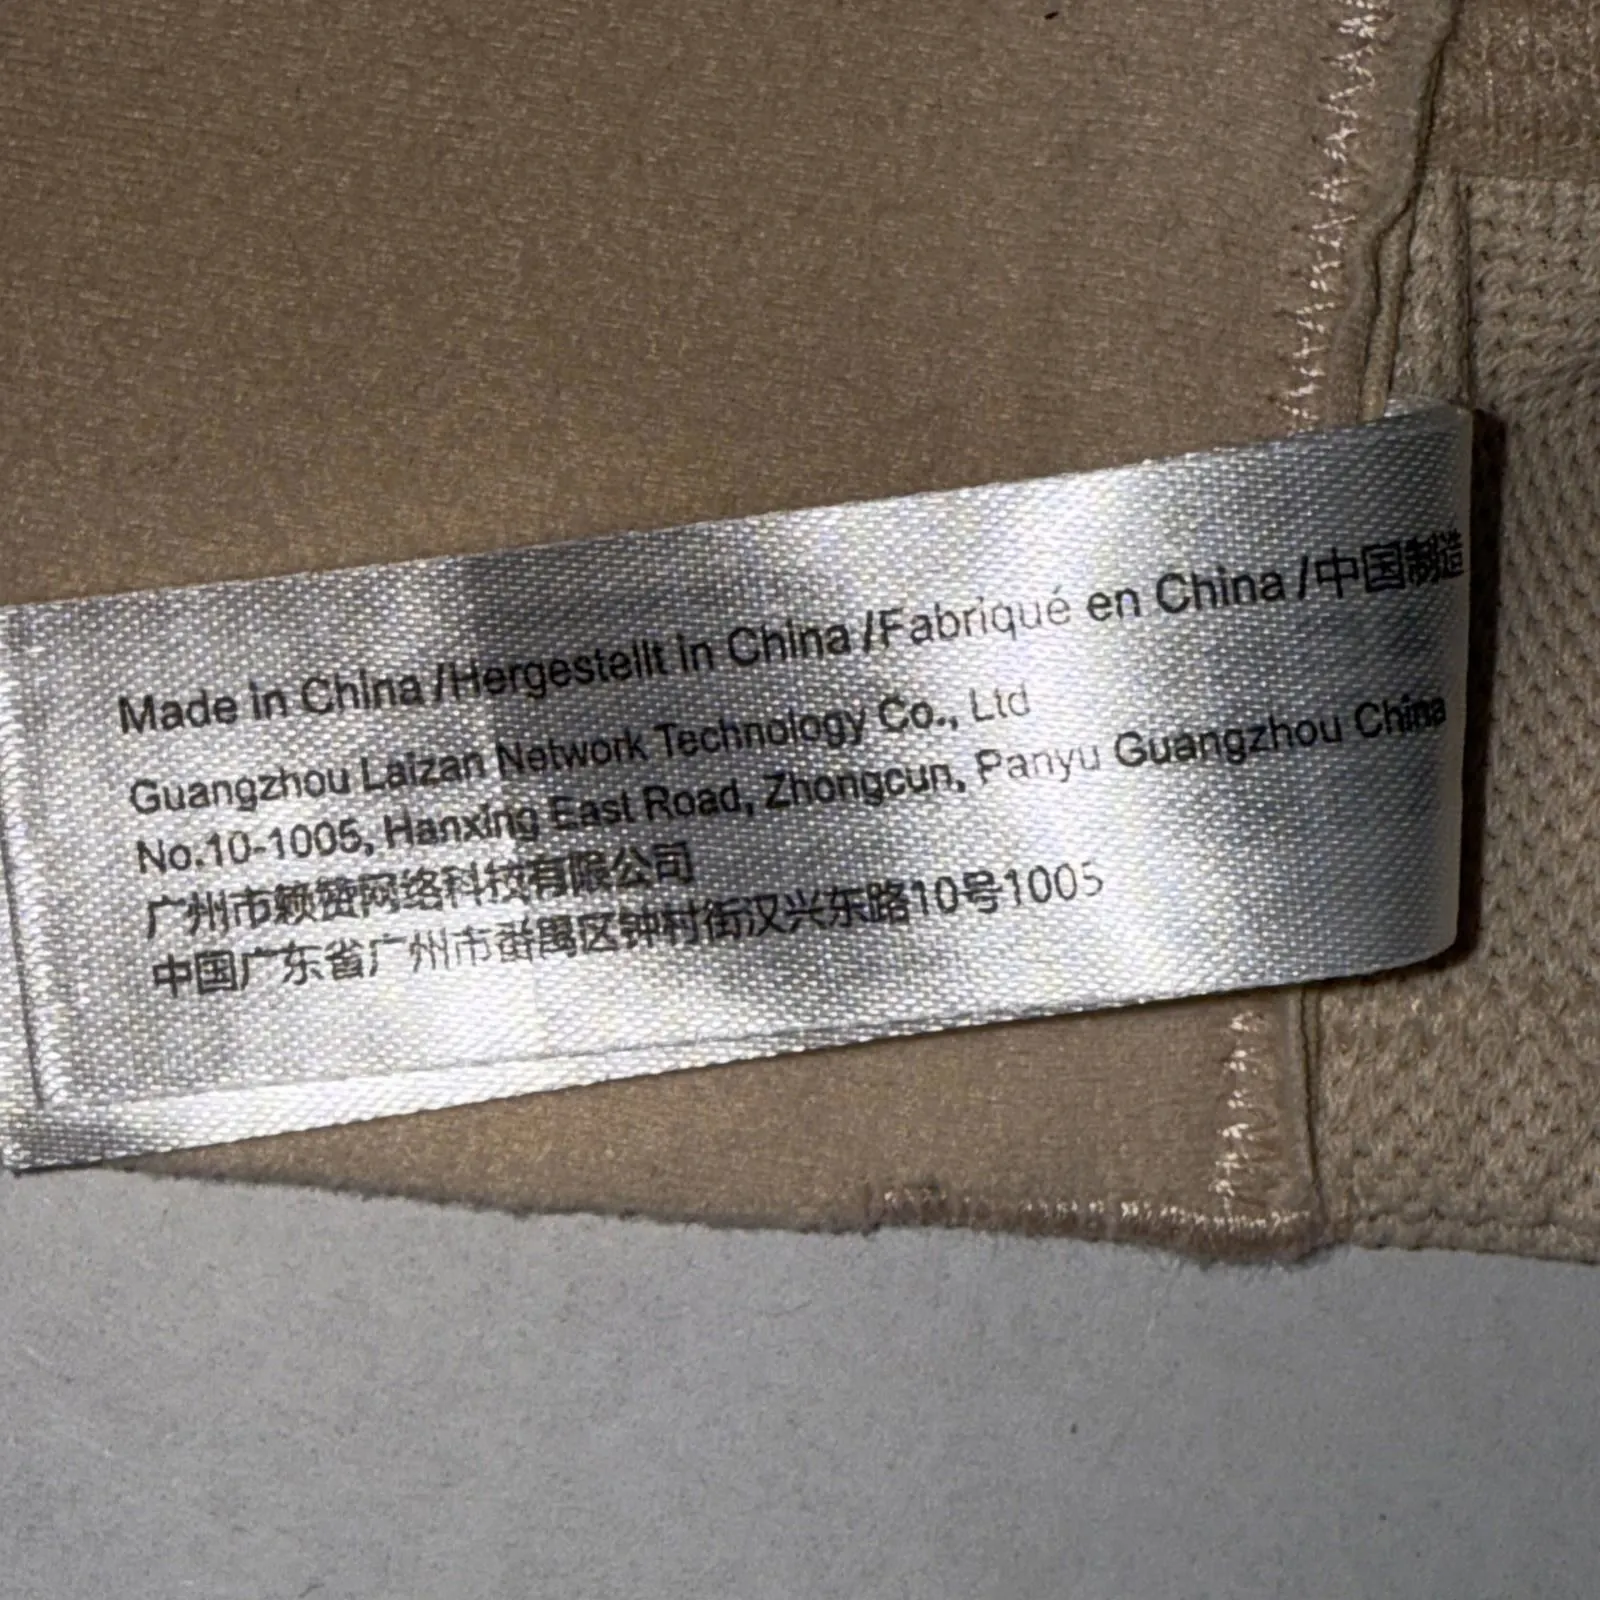 Made in China /Hergestellt in China /Fabriqué en China /中国制造
Guangzhou Laizan Network Technology Co., Ltd
No.10-1005, Hanxing East Road, Zhongcun, Panyu Guangzhou China
广州市赖赞网络科技有限公司
中国广东省广州市番禺区钟村街汉兴东路10号1005